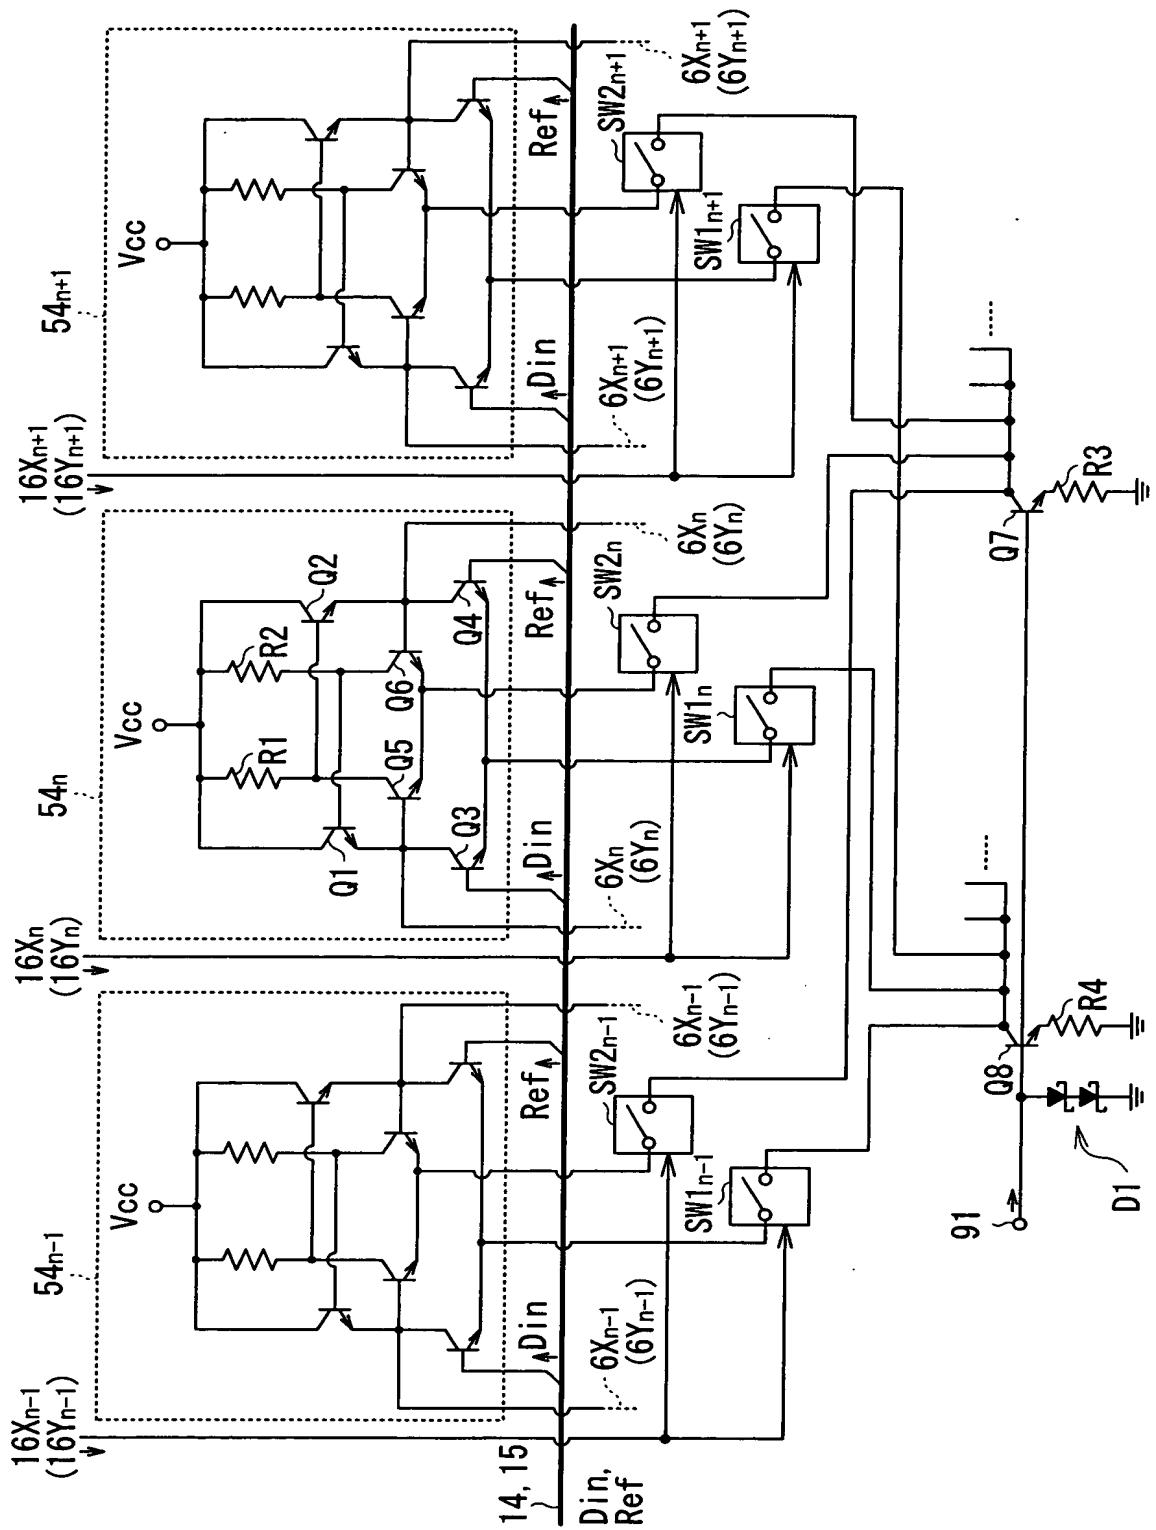 16Xn-1
(16Yn-1)
54n-1
Vcc
Din
Ref
14, 15
Din,
Ref
6Xn-1
(6Yn-1)
6Xn-1
(6Yn-1)
SW2n-1
SW1n-1
16Xn
(16Yn)
54n
Vcc
R1
R2
Q1
Q2
Q5
Q6
Q3
Q4
Din
Ref
6Xn
(6Yn)
6Xn
(6Yn)
SW2n
SW1n
16Xn+1
(16Yn+1)
54n+1
Vcc
Din
Ref
6Xn+1
(6Yn+1)
6Xn+1
(6Yn+1)
SW2n+1
SW1n+1
91
D1
Q8
R4
Q7
R3